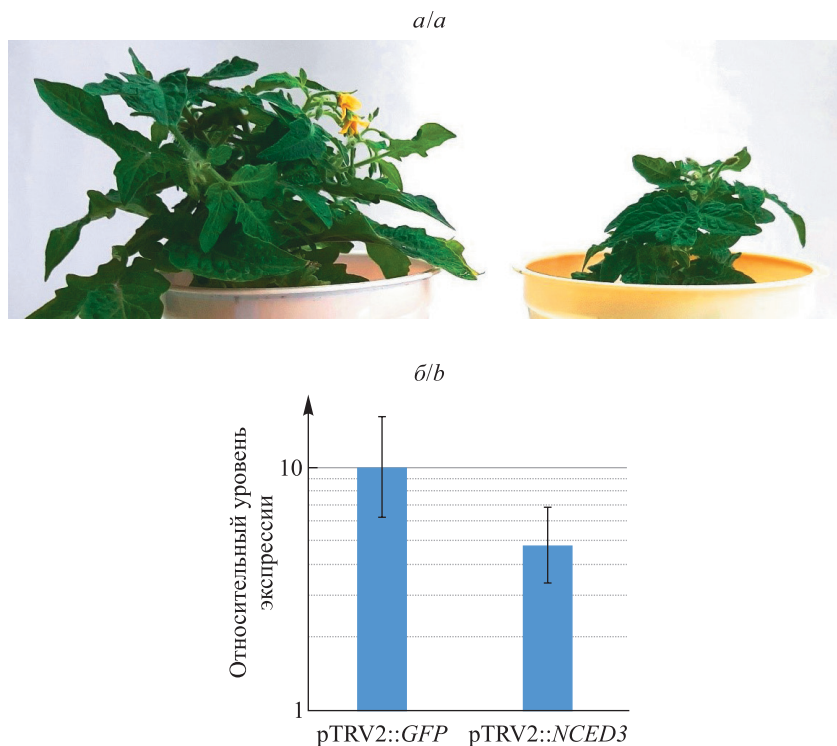 а/a
б/b
Относительный уровень
экспрессии
10
1
pTRV2::GFP pTRV2::NCED3